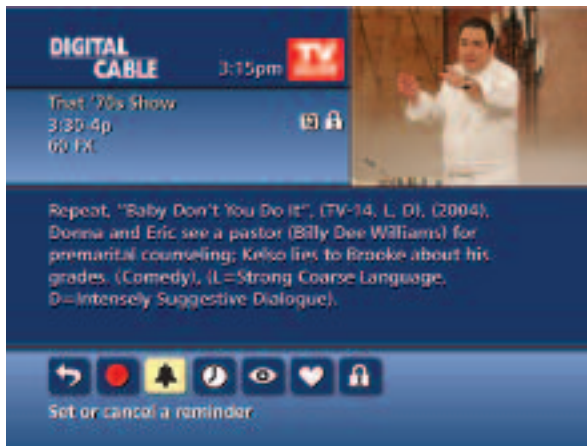 DIGITAL
CABLE
3:15pm
TV
That '70s Show
3:30-4p
60 FX
Repeat, "Baby Don't You Do It", (TV-14, L, D), (2004),
Donna and Eric see a pastor (Billy Dee Williams) for
premarital counseling; Kelso lies to Brooke about his
grades. (Comedy), (L=Strong Coarse Language,
D=Intensely Suggestive Dialogue).
Set or cancel a reminder